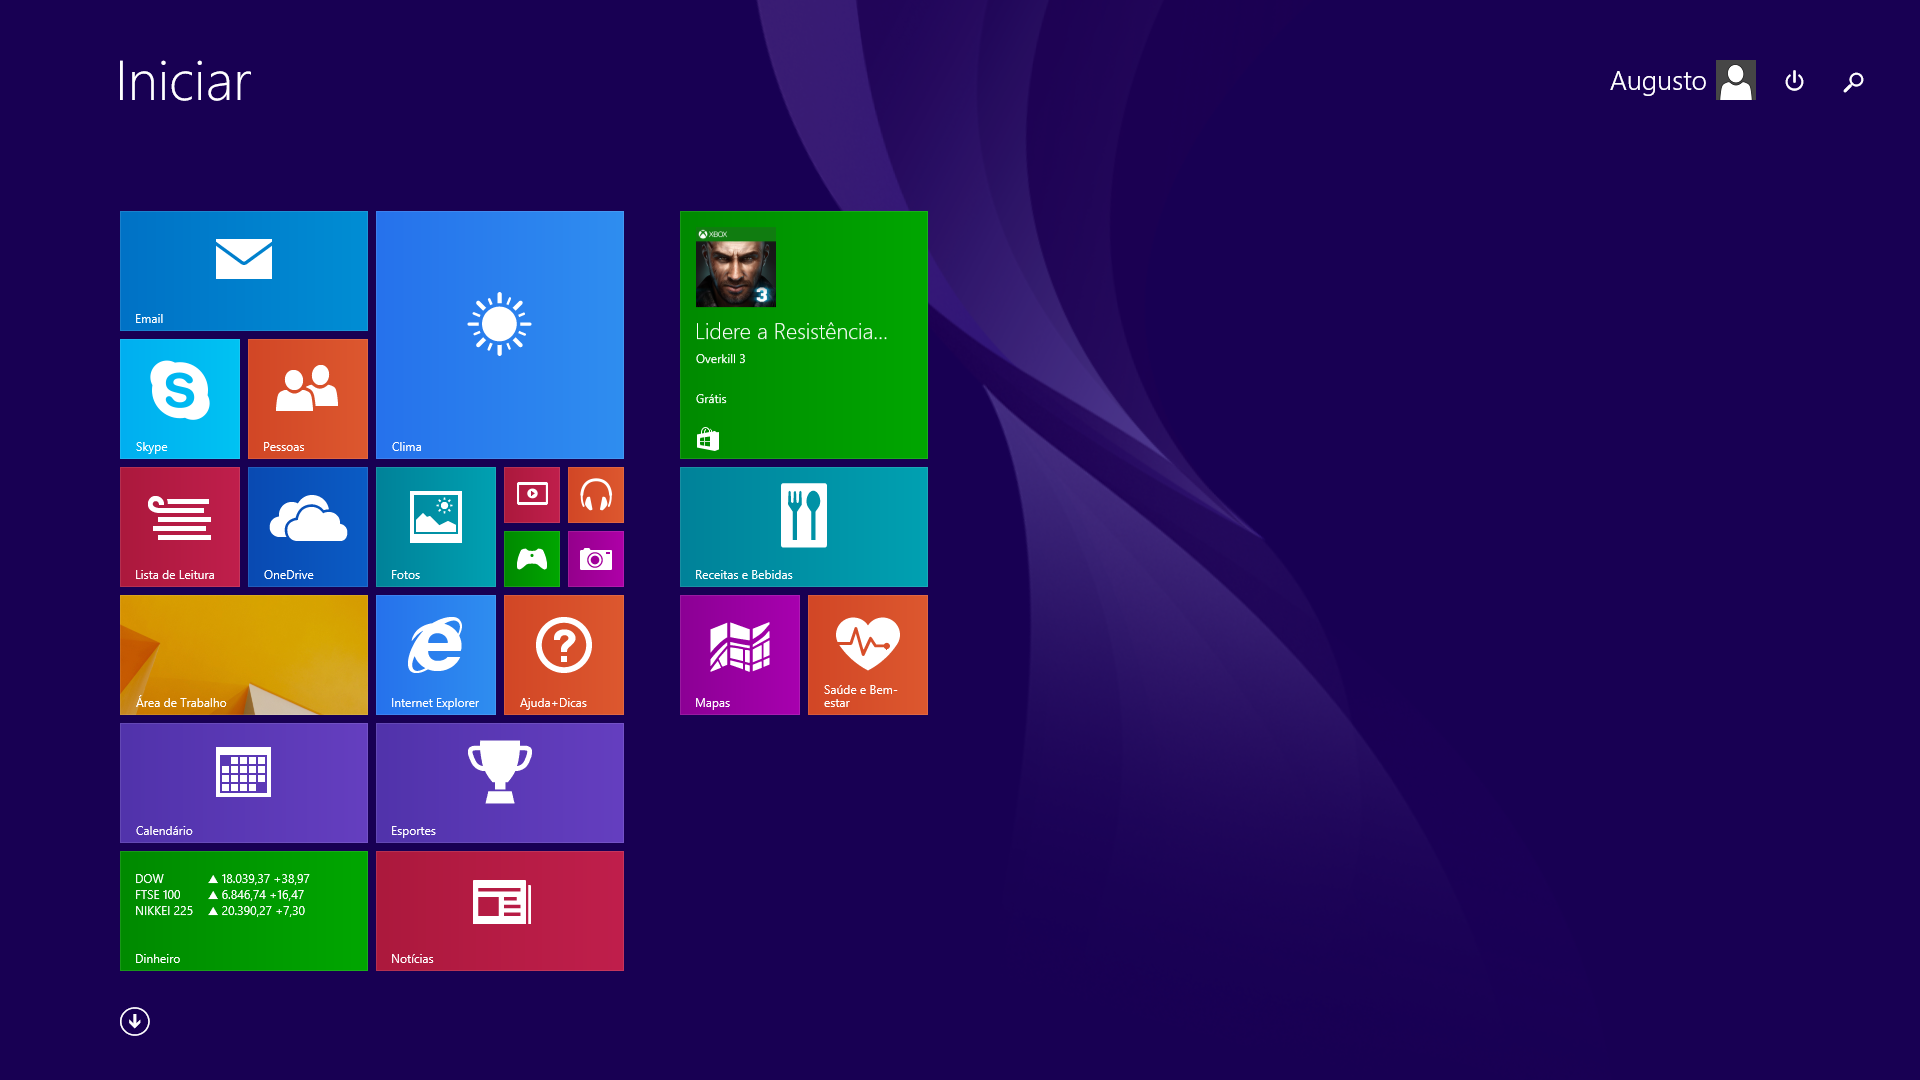 Iniciar
Augusto
Email
Skype
Pessoas
Clima
Lista de Leitura
OneDrive
Fotos
Área de Trabalho
Internet Explorer
Ajuda+Dicas
Calendário
Esportes
DOW ▲ 18.039,37 +38,97
FTSE 100 ▲ 6.846,74 +16,47
NIKKEI 225 ▲ 20.390,27 +7,30
Dinheiro
Notícias
XBOX
3
Lidere a Resistência...
Overkill 3
Grátis
Receitas e Bebidas
Mapas
Saúde e Bem-
estar